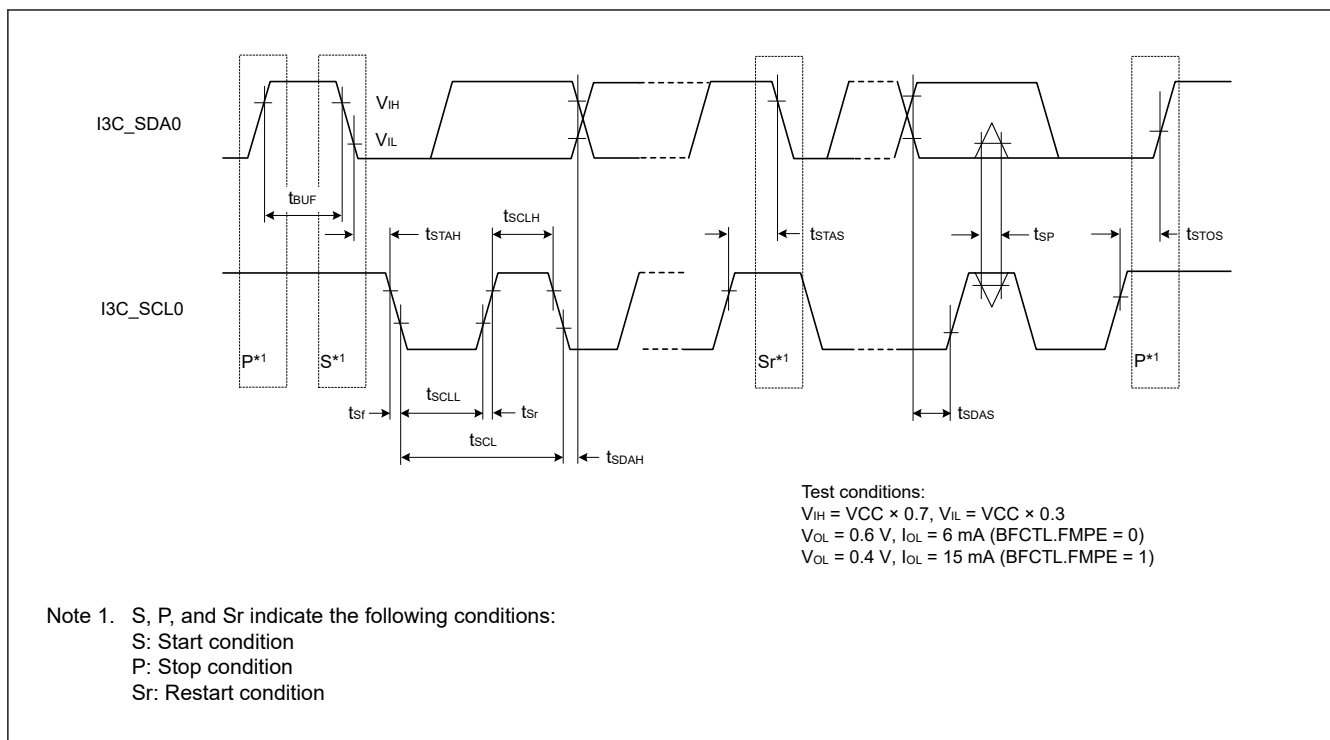 I3C_SDA0
VIH
VIL
tBUF
tSTAH
tSCLH
tSTAS
tSP
tSTOS
I3C_SCL0
P*1
S*1
Sr*1
P*1
tSf
tSCLL
tSr
tSCL
tSDAH
tSDAS
Test conditions:
VIH = VCC × 0.7, VIL = VCC × 0.3
VOL = 0.6 V, IOL = 6 mA (BFCTL.FMPE = 0)
VOL = 0.4 V, IOL = 15 mA (BFCTL.FMPE = 1)
Note 1. S, P, and Sr indicate the following conditions:
S: Start condition
P: Stop condition
Sr: Restart condition